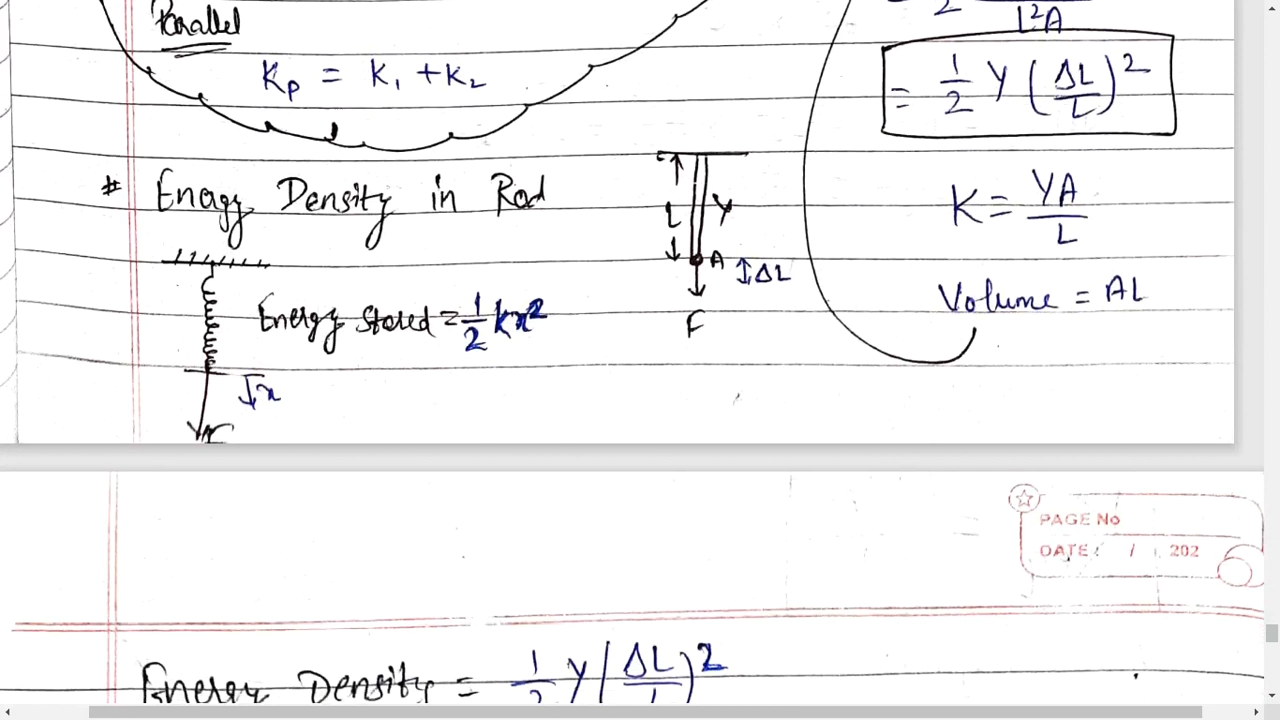 Parallel
Kp = K1 + K2
L²A
= 1/2 Y (ΔL/L)²
# Energy Density in Rod
L
Y
A
ΔL
F
K = YA/L
Volume = AL
Energy Stored = 1/2 kx²
x
PAGE No
DATE: / / 202
Energy Density = 1/2 Y (ΔL/L)²